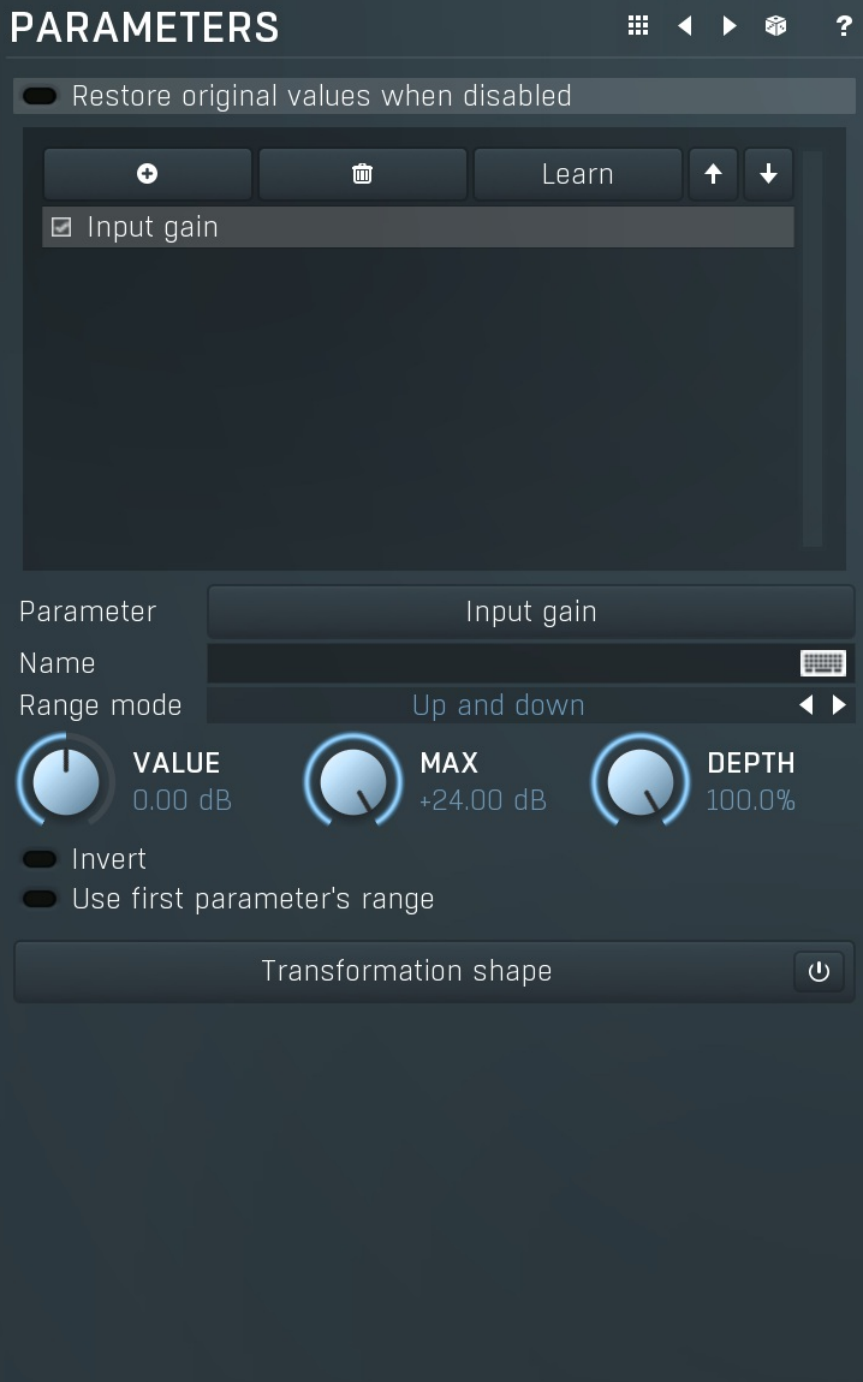 PARAMETERS ?
Restore original values when disabled
Learn
Input gain
Parameter Input gain
Name
Range mode Up and down
VALUE MAX DEPTH
0.00 dB +24.00 dB 100.0%
Invert
Use first parameter's range
Transformation shape